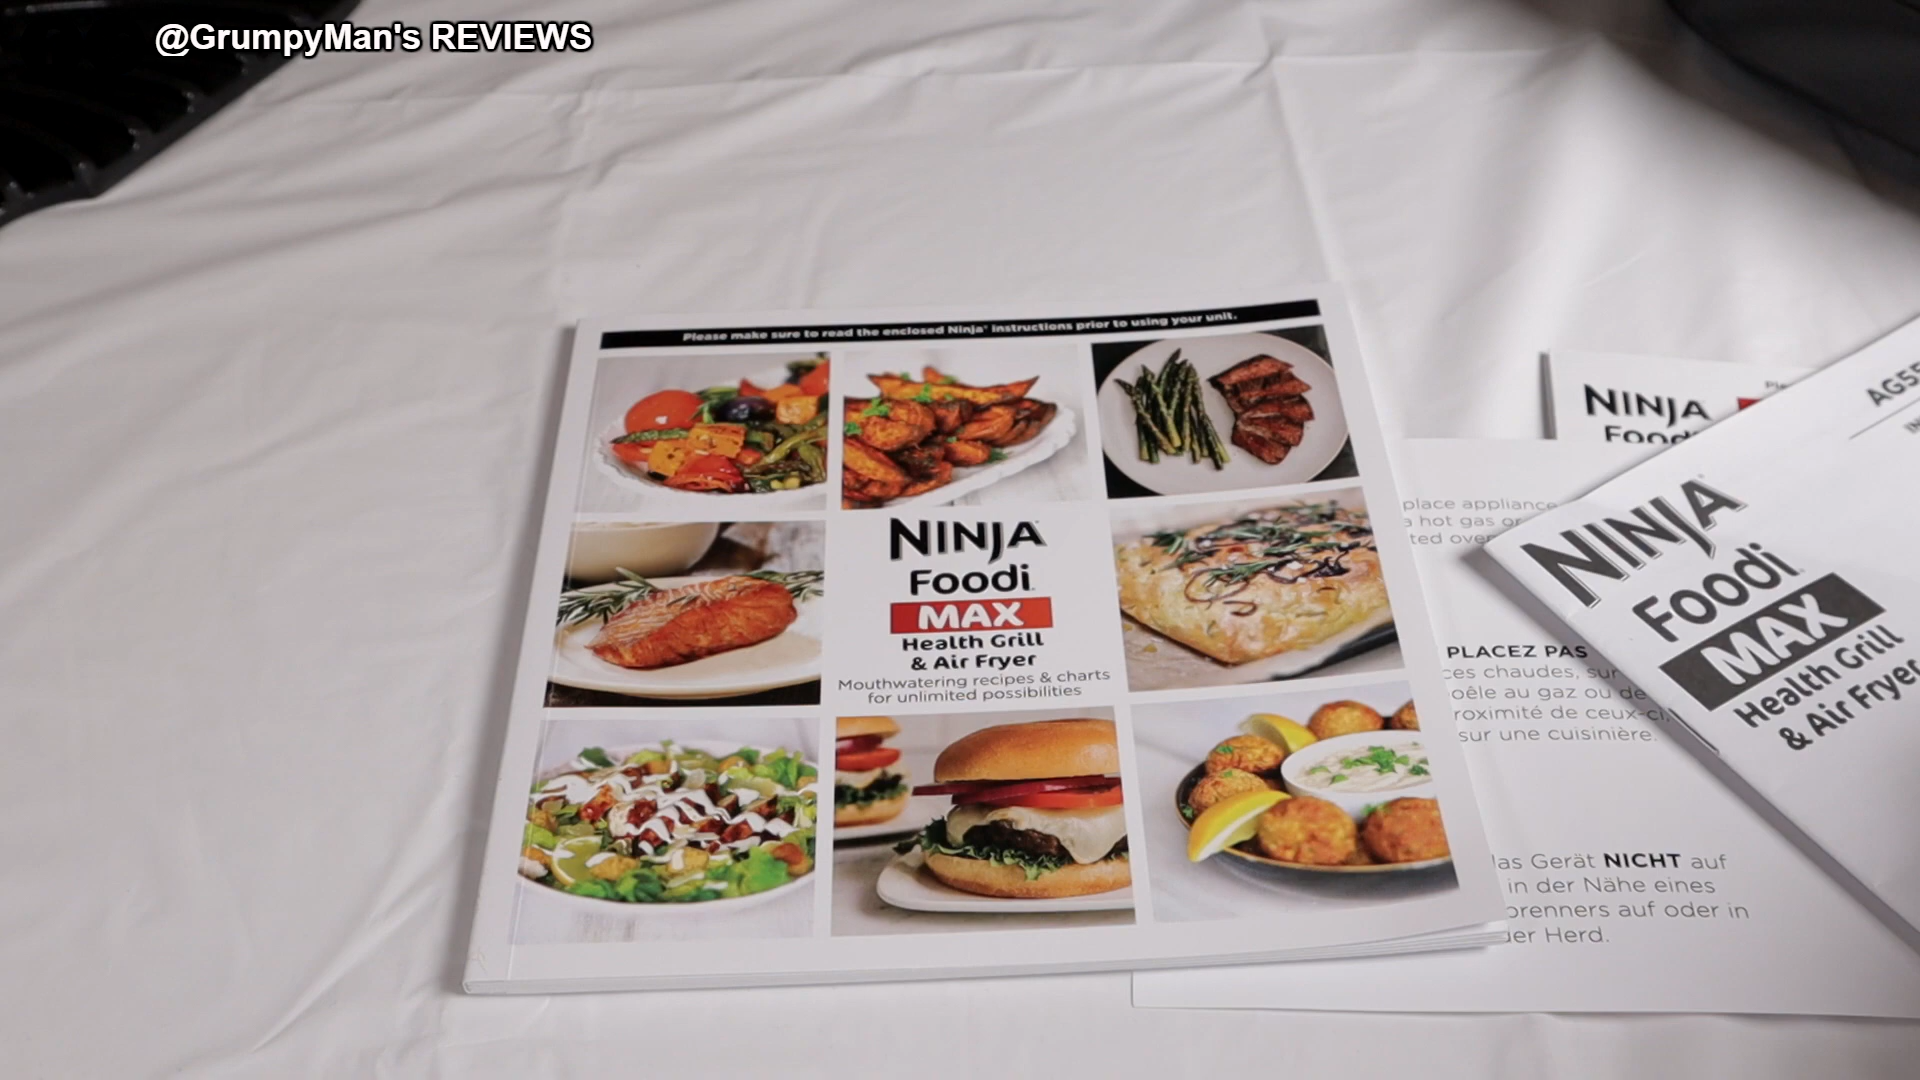 @GrumpyMan's REVIEWS
Please make sure to read the enclosed Ninja® instructions prior to using your unit.
NINJA
Foodi
MAX
Health Grill
& Air Fryer
Mouthwatering recipes & charts
for unlimited possibilities
NINJA
Foodi
place appliance
hot gas or
ted over
PLACEZ PAS
ces chaudes, sur
oêle au gaz ou de
roximité de ceux-ci,
sur une cuisinière.
las Gerät NICHT auf
in der Nähe eines
brenners auf oder in
der Herd.
NINJA
Foodi
MAX
Health Grill
& Air Fryer